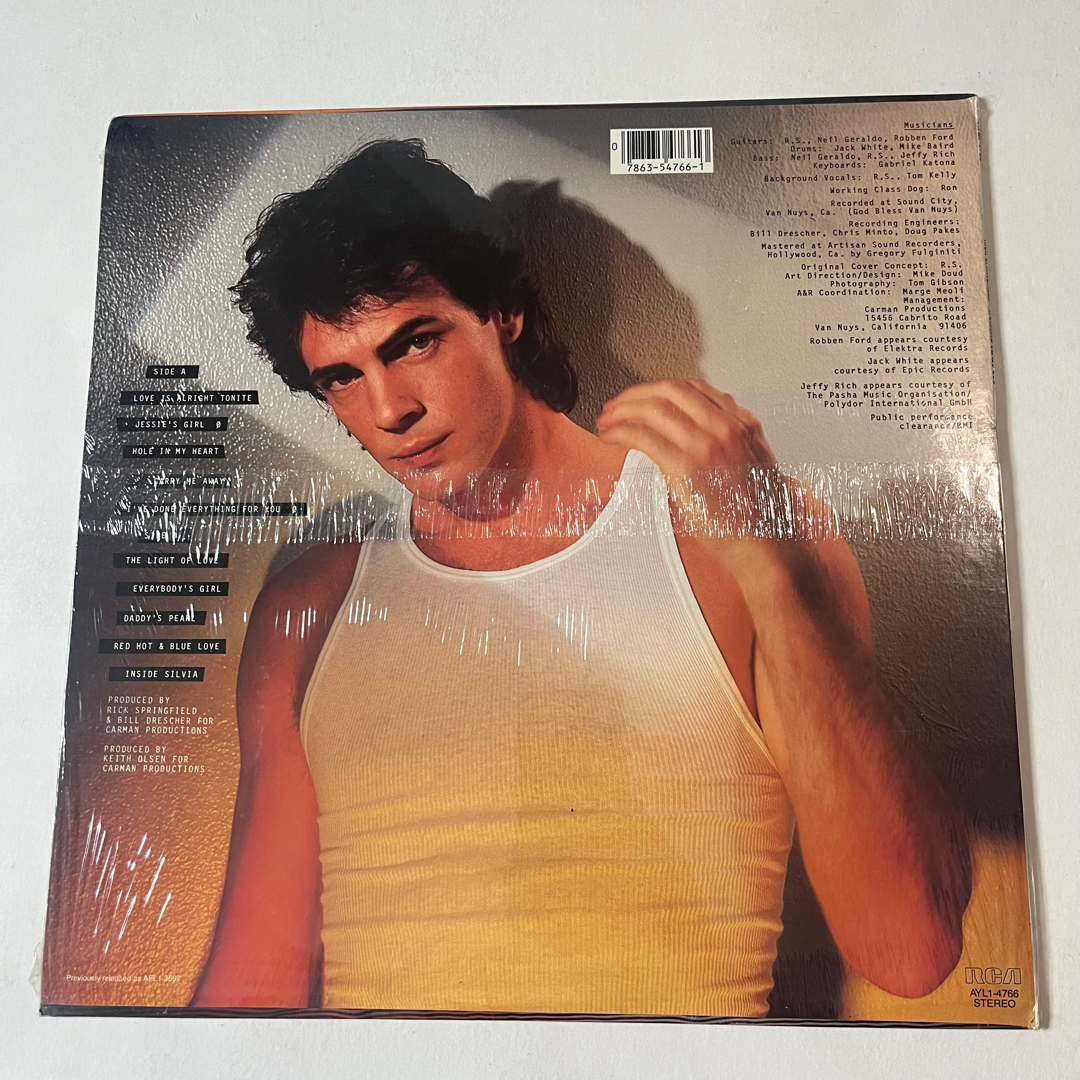 SIDE A
LOVE IS ALRIGHT TONITE
JESSIE'S GIRL Ø
HOLE IN MY HEART
CARRY ME AWAY
I'VE DONE EVERYTHING FOR YOU Ø
SIDE
THE LIGHT OF LOVE
EVERYBODY'S GIRL
DADDY'S PEARL
RED HOT & BLUE LOVE
INSIDE SILVIA
PRODUCED BY
RICK SPRINGFIELD
& BILL DRESCHER FOR
CARMAN PRODUCTIONS
PRODUCED BY
KEITH OLSEN FOR
CARMAN PRODUCTIONS
Previously released as AFL1-3697
0
7863-54766-1
Musicians
Guitars: R.S., Neil Geraldo, Robben Ford
Drums: Jack White, Mike Baird
Bass: Neil Geraldo, R.S., Jeffy Rich
Keyboards: Gabriel Katona
Background Vocals: R.S., Tom Kelly
Working Class Dog: Ron
Recorded at Sound City,
Van Nuys, Ca. (God Bless Van Nuys)
Recording Engineers:
Bill Drescher, Chris Minto, Doug Pakes
Mastered at Artisan Sound Recorders,
Hollywood, Ca. by Gregory Fulginiti
Original Cover Concept: R.S.
Art Direction/Design: Mike Doud
Photography: Tom Gibson
A&R Coordination: Marge Meoli
Management:
Carman Productions
15456 Cabrito Road
Van Nuys, California 91406
Robben Ford appears courtesy
of Elektra Records
Jack White appears
courtesy of Epic Records
Jeffy Rich appears courtesy of
The Pasha Music Organisation/
Polydor International GmbH
Public performance
clearance/BMI
RCA
AYL1-4766
STEREO